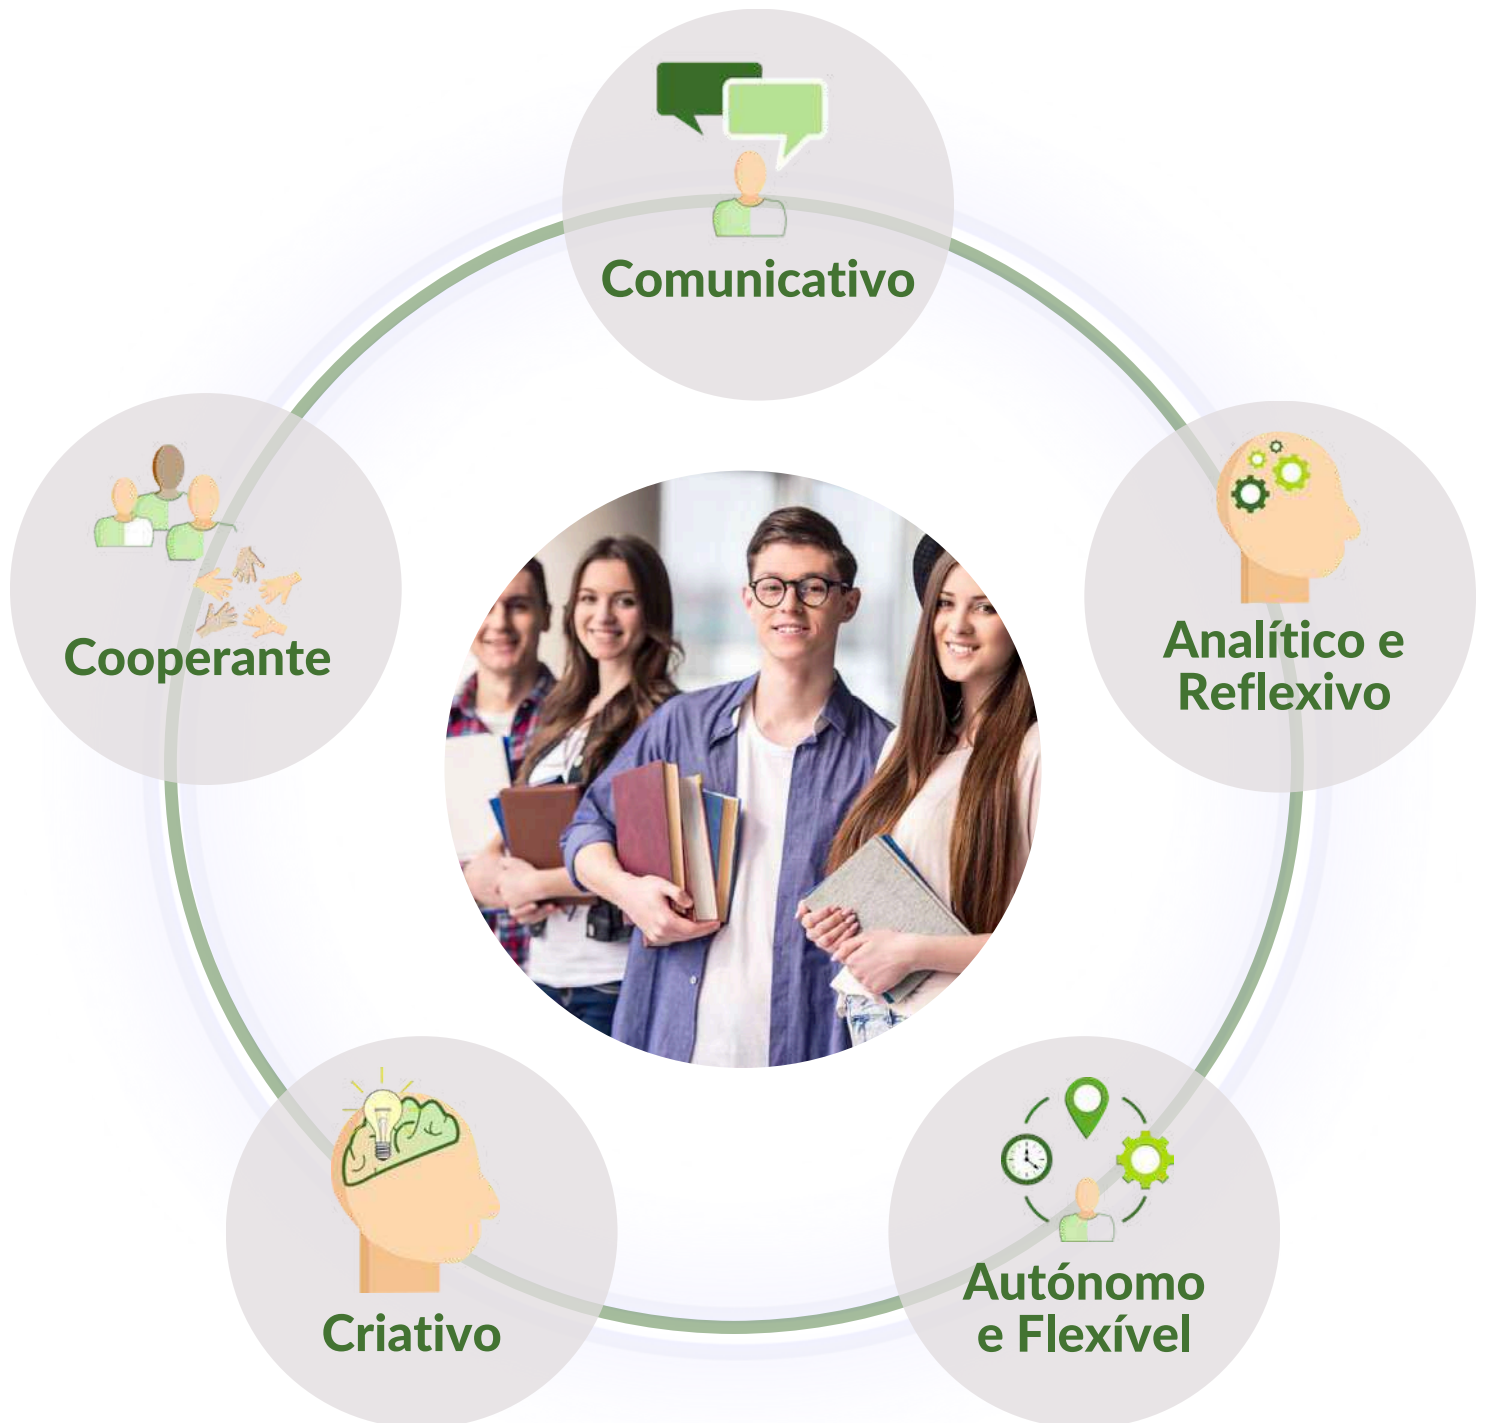 Comunicativo
Analítico e
Reflexivo
Autónomo
e Flexível
Criativo
Cooperante